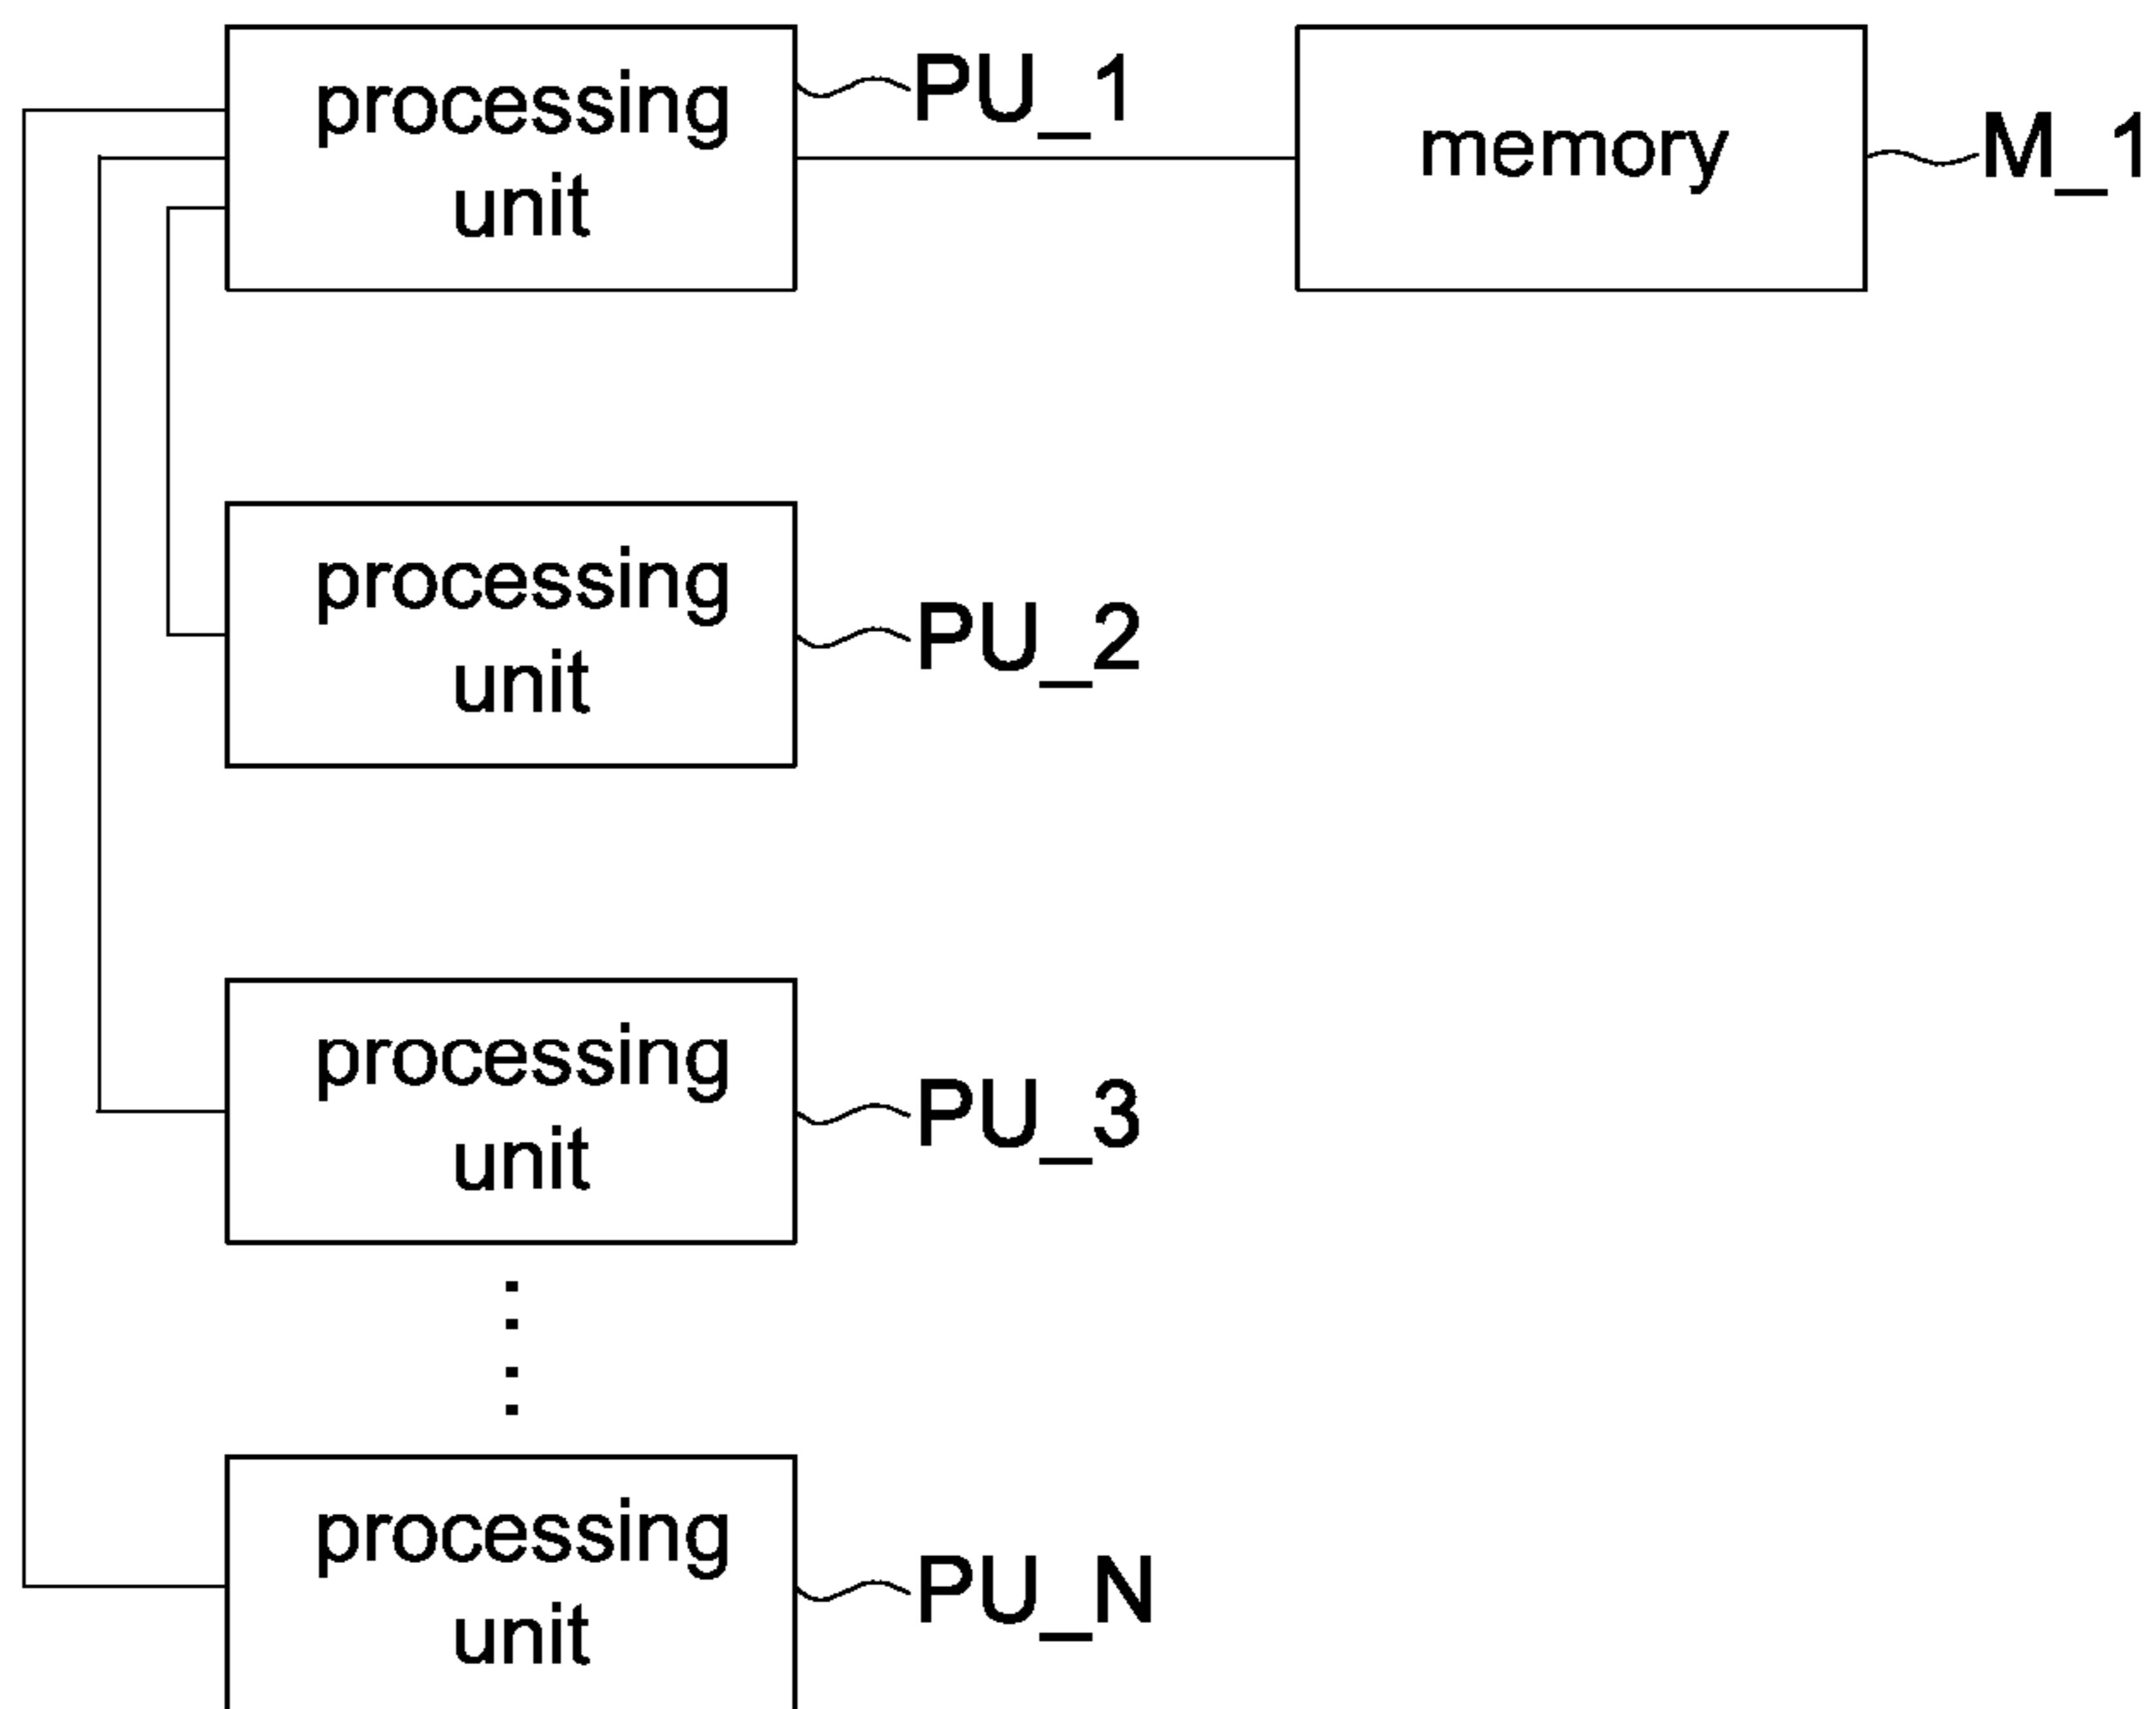 processing
unit
PU_1
memory
M_1
processing
unit
PU_2
processing
unit
PU_3
processing
unit
PU_N